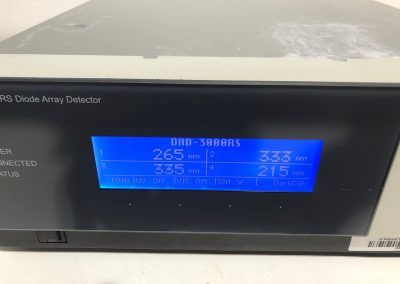 RS Diode Array Detector
ER
NNECTED
ATUS
DAD-3000RS
1: 265 nm 2: 333 nm
3: 335 nm 4: 215 nm
10Hz UV Off VIS Off DarkCur